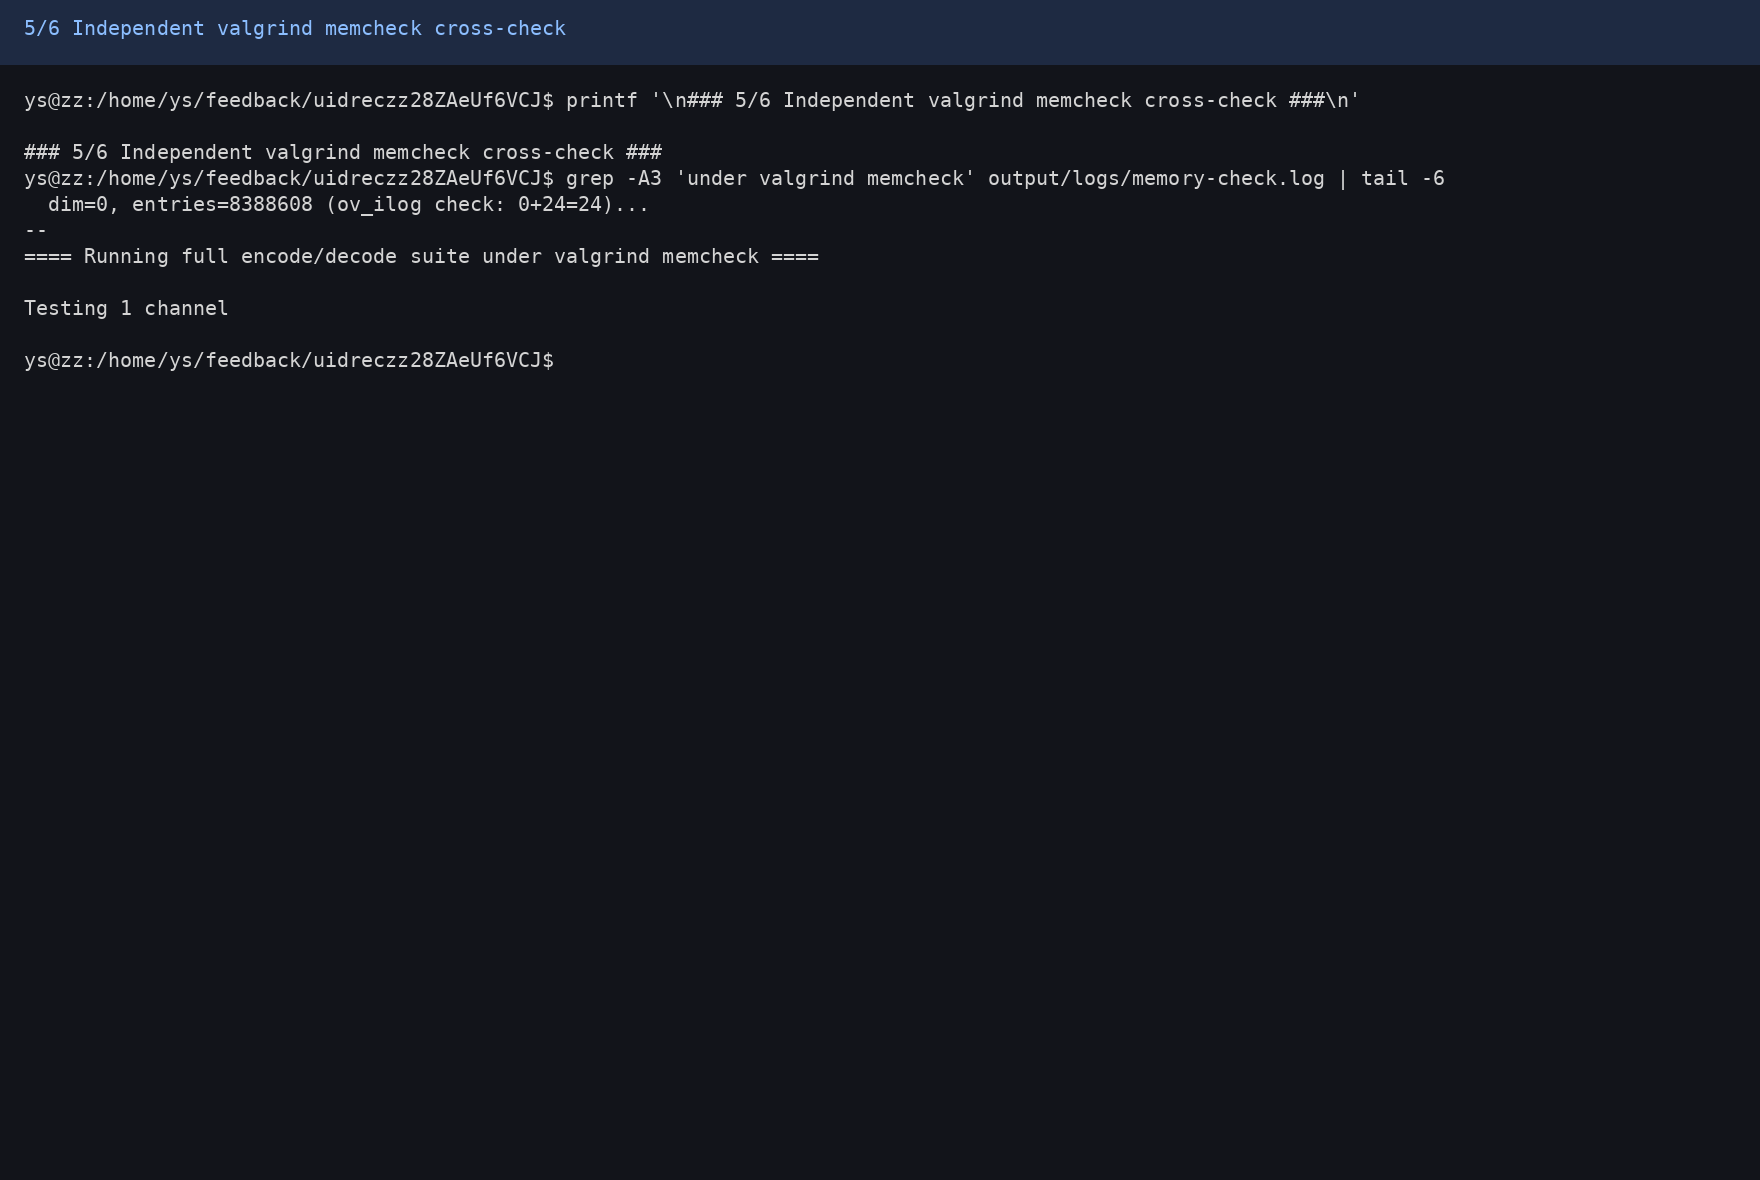 5/6 Independent valgrind memcheck cross-check
ys@zz:/home/ys/feedback/uidreczz28ZAeUf6VCJ$ printf '\n### 5/6 Independent valgrind memcheck cross-check ###\n'
### 5/6 Independent valgrind memcheck cross-check ###
ys@zz:/home/ys/feedback/uidreczz28ZAeUf6VCJ$ grep -A3 'under valgrind memcheck' output/logs/memory-check.log | tail -6
  dim=0, entries=8388608 (ov_ilog check: 0+24=24)...
--
==== Running full encode/decode suite under valgrind memcheck ====
Testing 1 channel
ys@zz:/home/ys/feedback/uidreczz28ZAeUf6VCJ$